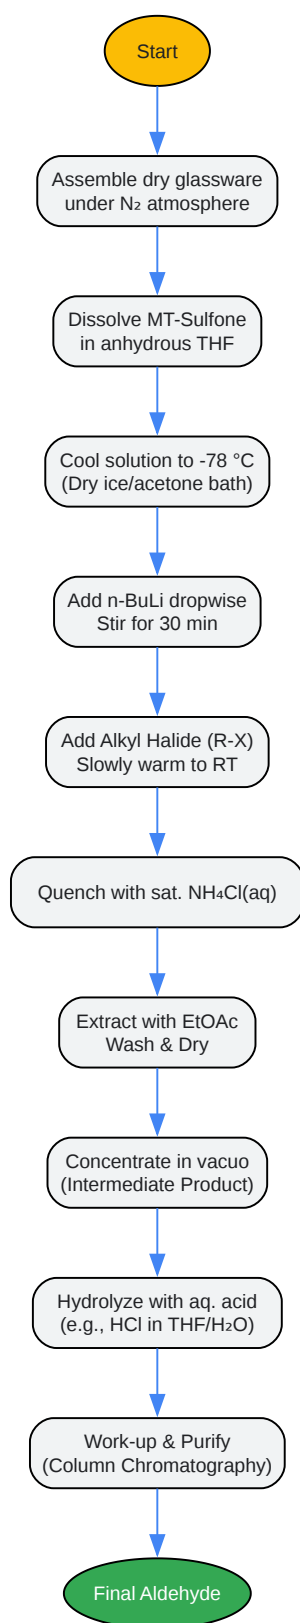 Start
Assemble dry glassware
under N₂ atmosphere
Dissolve MT-Sulfone
in anhydrous THF
Cool solution to -78 °C
(Dry ice/acetone bath)
Add n-BuLi dropwise
Stir for 30 min
Add Alkyl Halide (R-X)
Slowly warm to RT
Quench with sat. NH₄Cl(aq)
Extract with EtOAc
Wash & Dry
Concentrate in vacuo
(Intermediate Product)
Hydrolyze with aq. acid
(e.g., HCl in THF/H₂O)
Work-up & Purify
(Column Chromatography)
Final Aldehyde